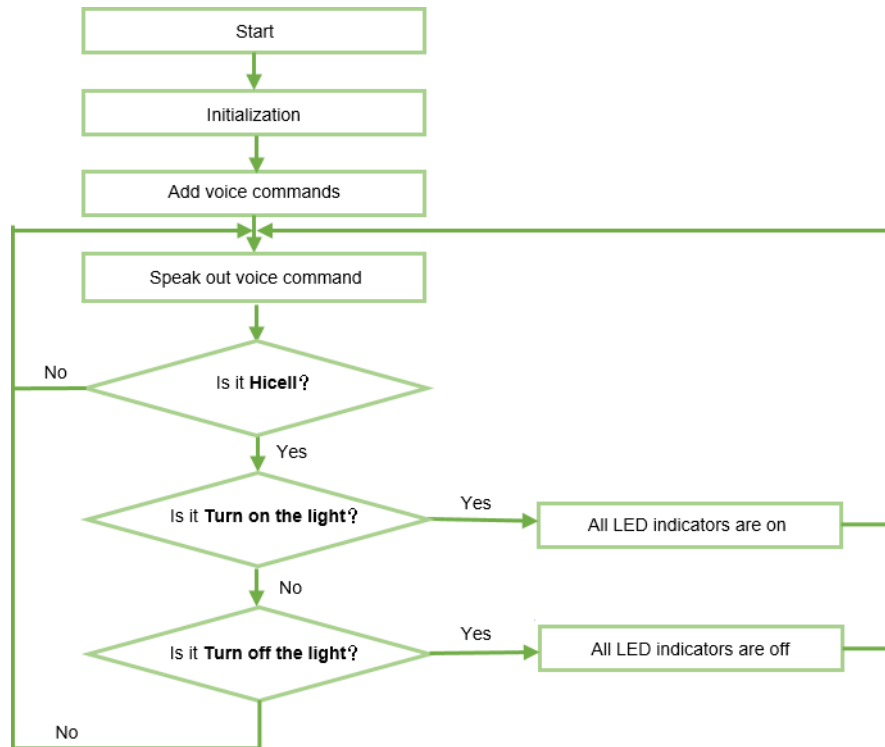 Start
Initialization
Add voice commands
Speak out voice command
No
Is it Hicell?
Yes
Is it Turn on the light?
Yes
All LED indicators are on
No
Is it Turn off the light?
Yes
All LED indicators are off
No